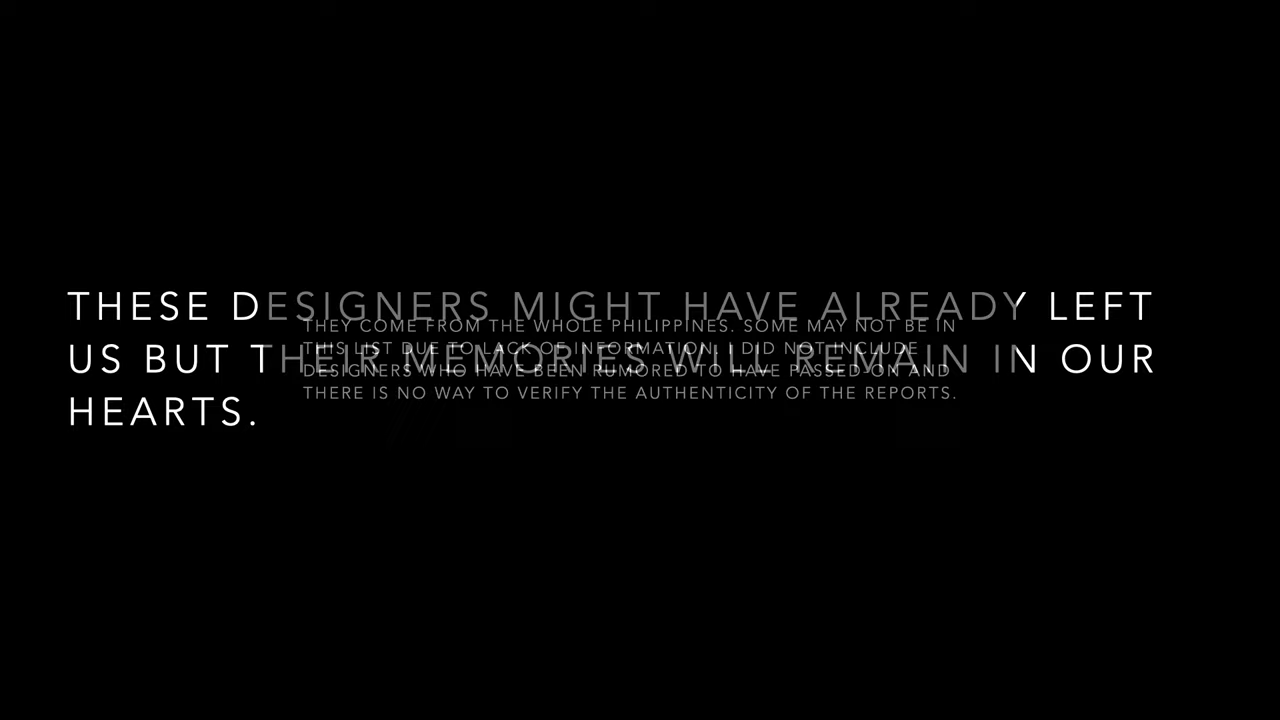 THESE DESIGNERS MIGHT HAVE ALREADY LEFT
US BUT THEIR MEMORIES WILL REMAIN IN OUR
HEARTS.
THEY COME FROM THE WHOLE PHILIPPINES. SOME MAY NOT BE IN
THIS LIST DUE TO LACK OF INFORMATION. I DID NOT INCLUDE
DESIGNERS WHO HAVE BEEN RUMORED TO HAVE PASSED ON AND
THERE IS NO WAY TO VERIFY THE AUTHENTICITY OF THE REPORTS.